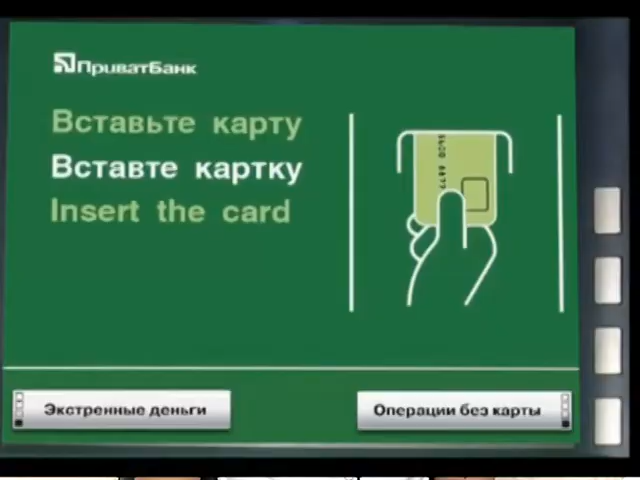 ПриватБанк
Вставьте карту
Вставте картку
Insert the card
Экстренные деньги
Операции без карты